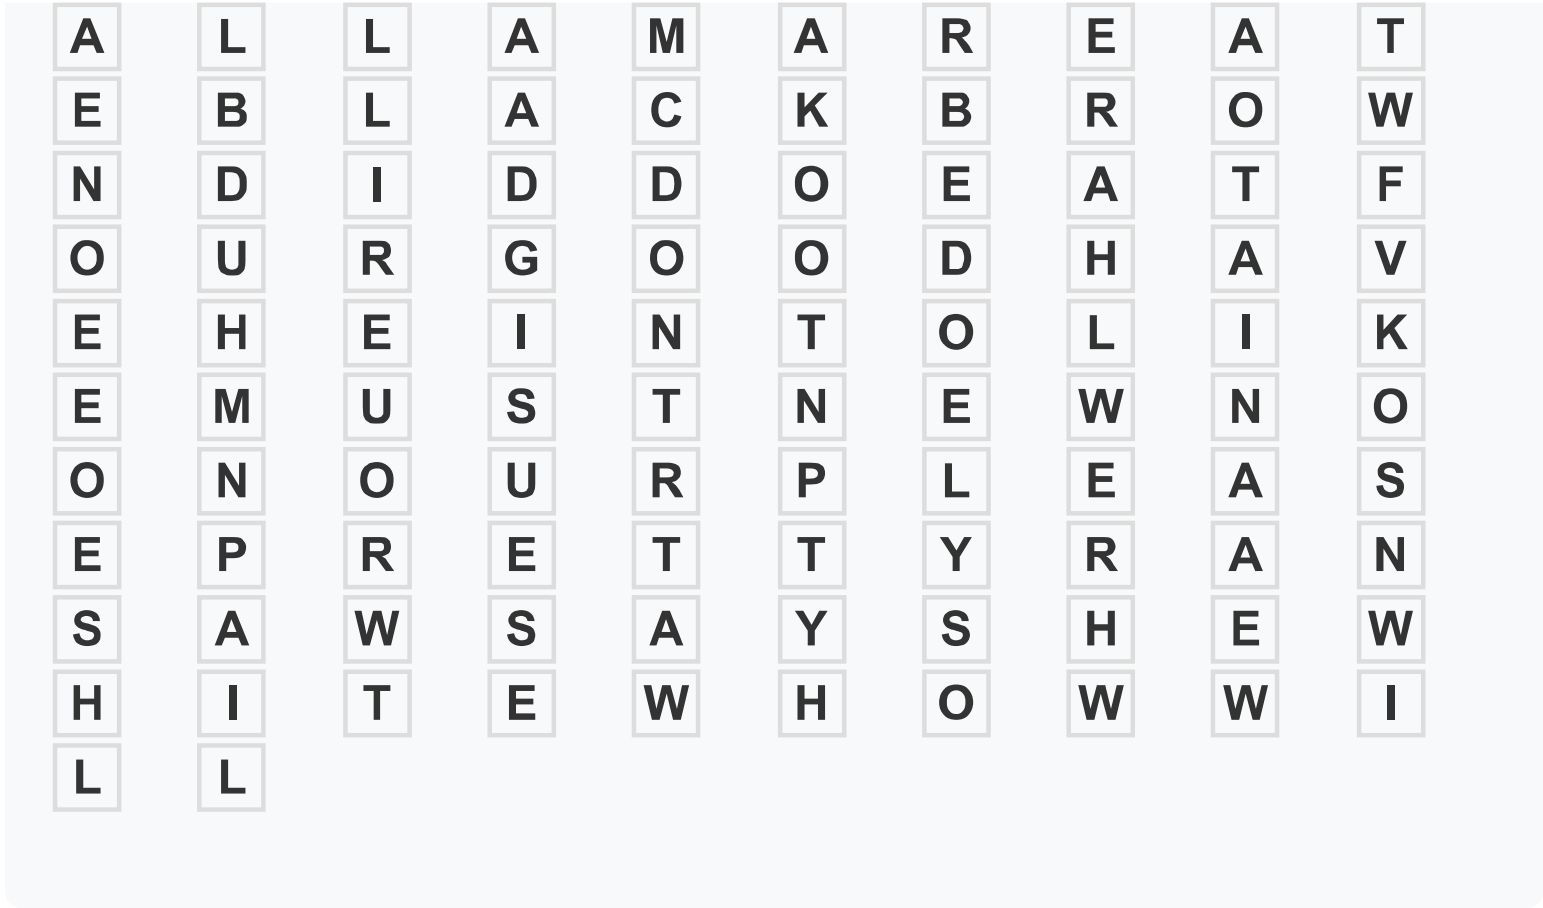 A L L A M A R E A T
E B L A C K B R O W
N D I D D O E A T F
O U R G O O D H A V
E H E I N T O L I K
E M U S T N E W N O
O N O U R P L E A S
E P R E T T Y R A N
S A W S A Y S H E W
H I T E W H O W W I
L L